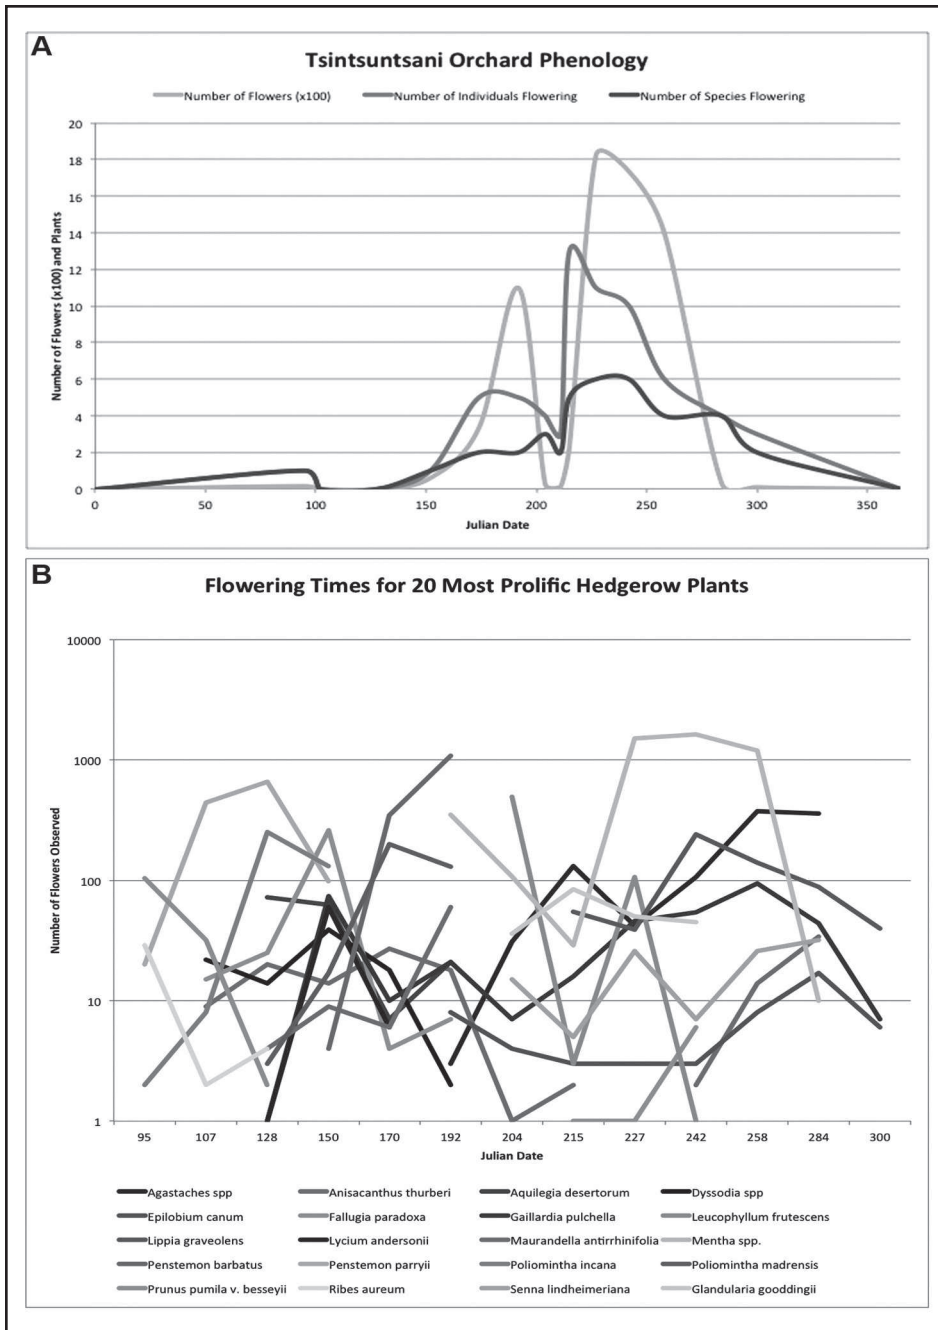 A
Tsintsuntsani Orchard Phenology
Number of Flowers (x100) Number of Individuals Flowering Number of Species Flowering
Number of Flowers (x100) and Plants
20
18
16
14
12
10
8
6
4
2
0
0 50 100 150 200 250 300 350
Julian Date
B
Flowering Times for 20 Most Prolific Hedgerow Plants
Number of Flowers Observed
10000
1000
100
10
1
95 107 128 150 170 192 204 215 227 242 258 284 300
Julian Date
Agastaches spp Anisacanthus thurberi Aquilegia desertorum Dyssodia spp
Epilobium canum Fallugia paradoxa Gaillardia pulchella Leucophyllum frutescens
Lippia graveolens Lycium andersonii Maurandella antirrhinifolia Mentha spp.
Penstemon barbatus Penstemon parryii Poliomintha incana Poliomintha madrensis
Prunus pumila v. besseyii Ribes aureum Senna lindheimeriana Glandularia gooddingii